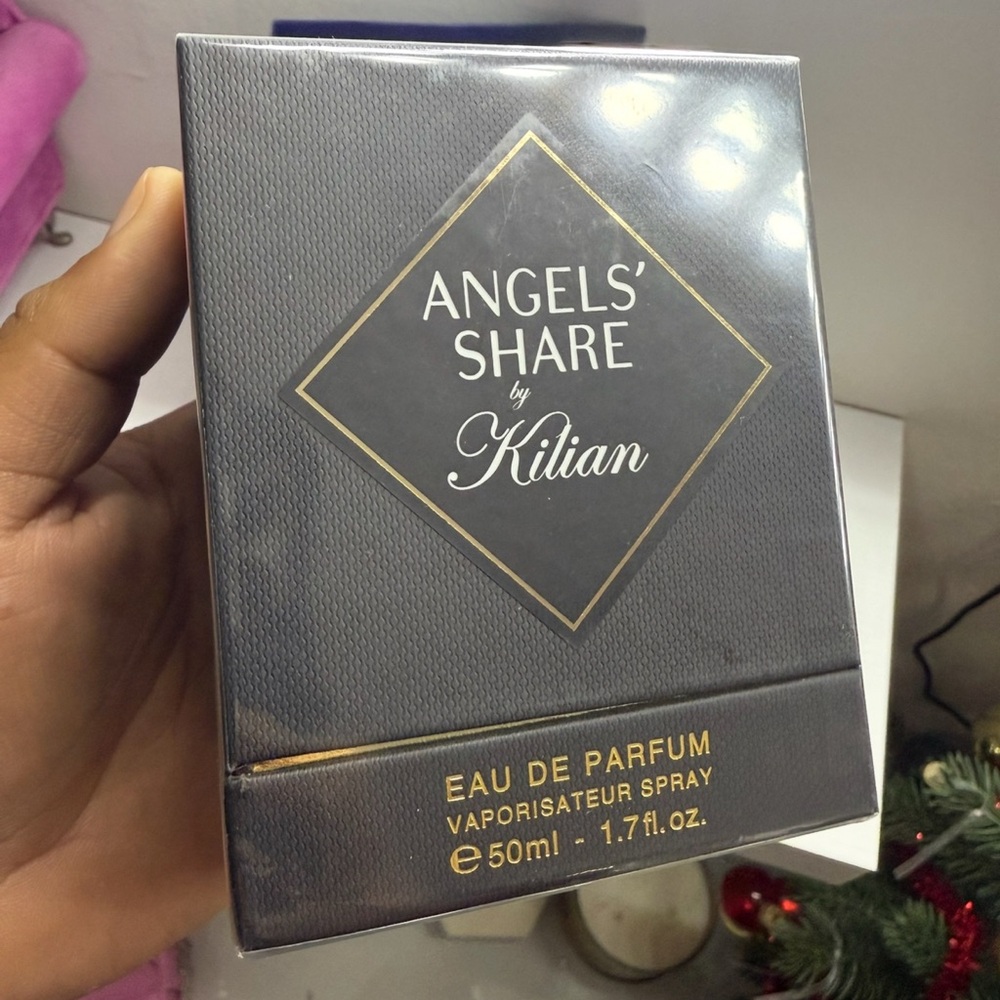 ANGELS'
SHARE
by
Kilian
EAU DE PARFUM
VAPORISATEUR SPRAY
℮50ml - 1.7fl.oz.